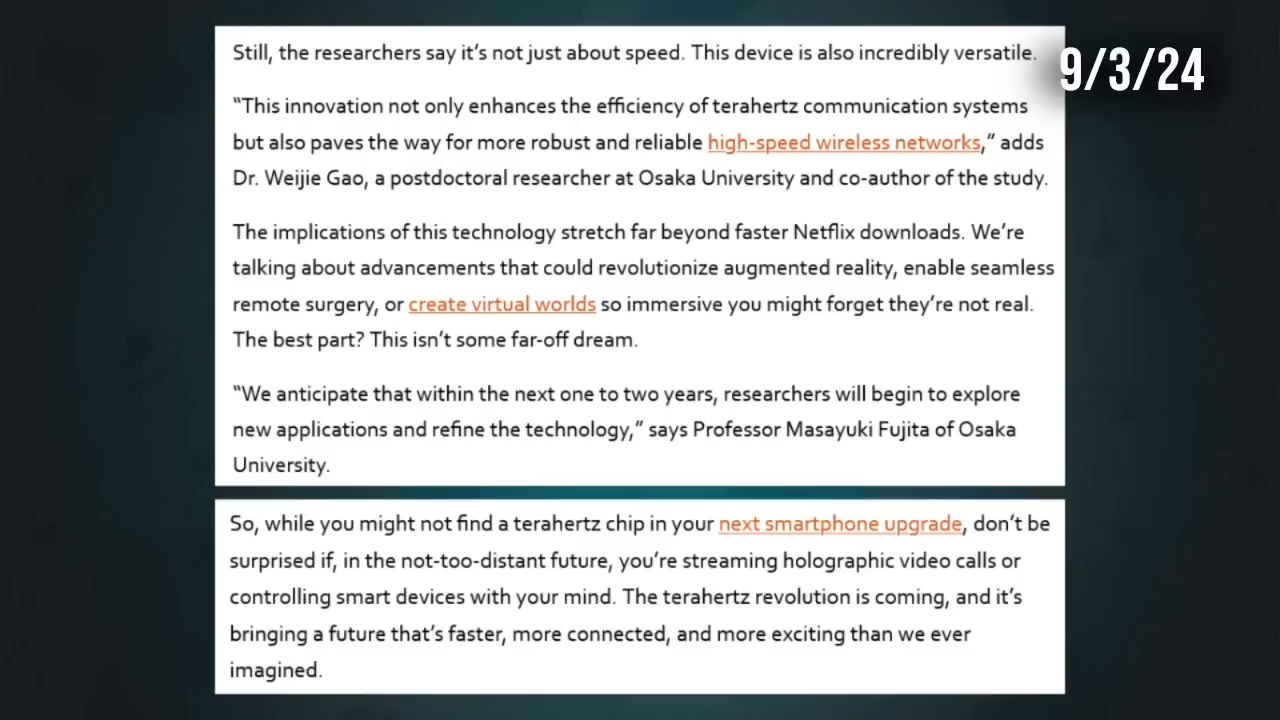 Still, the researchers say it's not just about speed. This device is also incredibly versatile.
9/3/24
“This innovation not only enhances the efficiency of terahertz communication systems
but also paves the way for more robust and reliable high-speed wireless networks,” adds
Dr. Weijie Gao, a postdoctoral researcher at Osaka University and co-author of the study.
The implications of this technology stretch far beyond faster Netflix downloads. We're
talking about advancements that could revolutionize augmented reality, enable seamless
remote surgery, or create virtual worlds so immersive you might forget they're not real.
The best part? This isn't some far-off dream.
“We anticipate that within the next one to two years, researchers will begin to explore
new applications and refine the technology,” says Professor Masayuki Fujita of Osaka
University.
So, while you might not find a terahertz chip in your next smartphone upgrade, don't be
surprised if, in the not-too-distant future, you're streaming holographic video calls or
controlling smart devices with your mind. The terahertz revolution is coming, and it's
bringing a future that's faster, more connected, and more exciting than we ever
imagined.